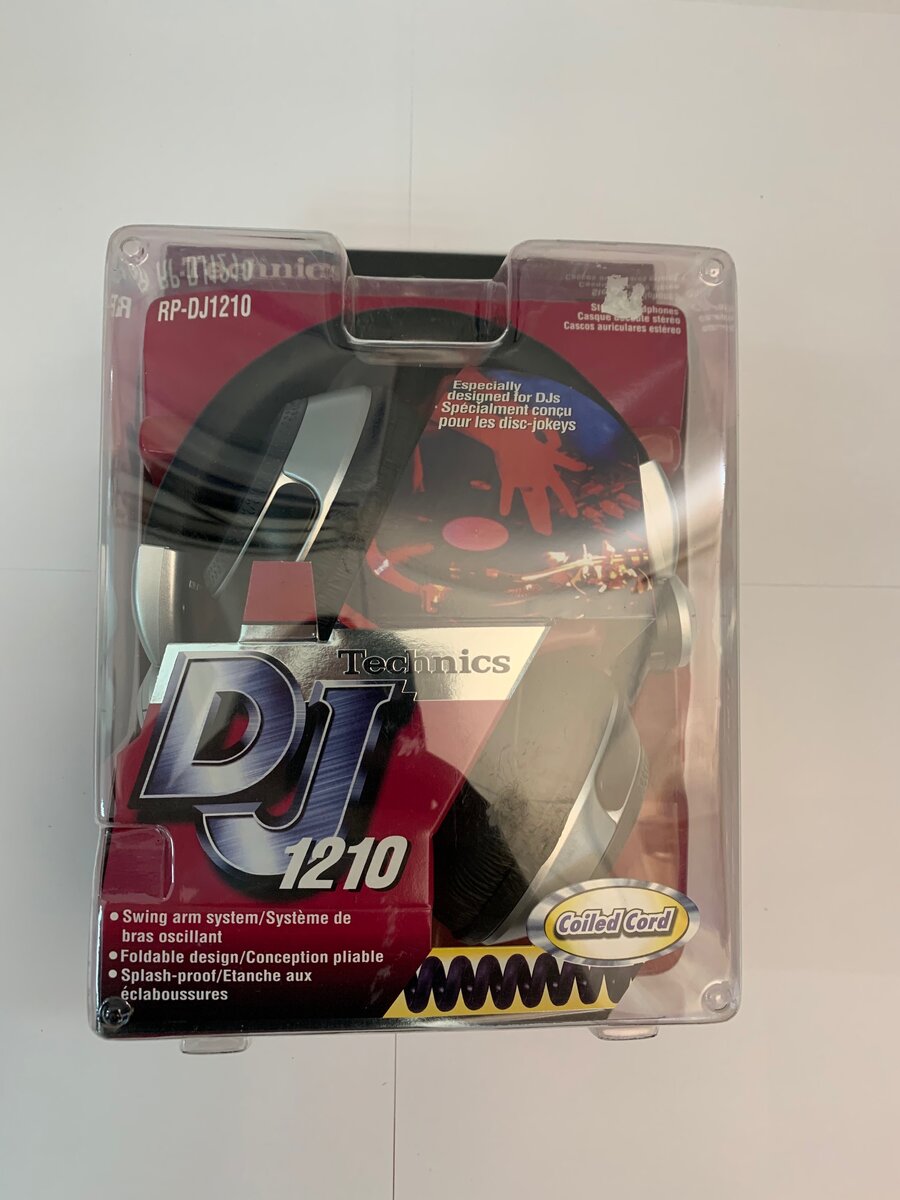 Technics
RP-DJ1210
Casque stéréo
Cascos auriculares estéreo
Especially
designed for DJs
Spécialment conçu
pour les disc-jokeys
Technics
DJ
1210
• Swing arm system/Système de
bras oscillant
• Foldable design/Conception pliable
• Splash-proof/Etanche aux
éclaboussures
Coiled Cord